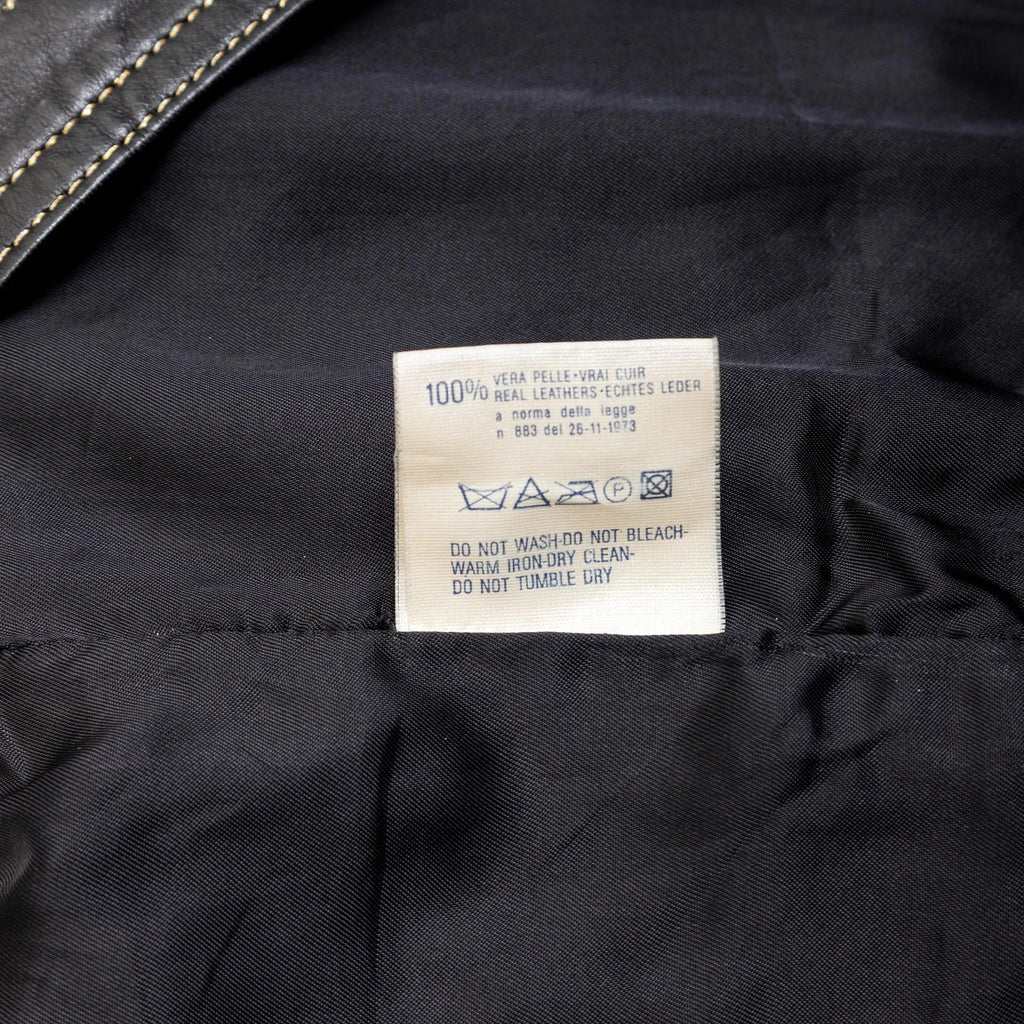 100% VERA PELLE·VRAI CUIR
REAL LEATHERS·ECHTES LEDER
a norma della legge
n 883 del 26-11-1973
P
DO NOT WASH-DO NOT BLEACH-
WARM IRON-DRY CLEAN-
DO NOT TUMBLE DRY